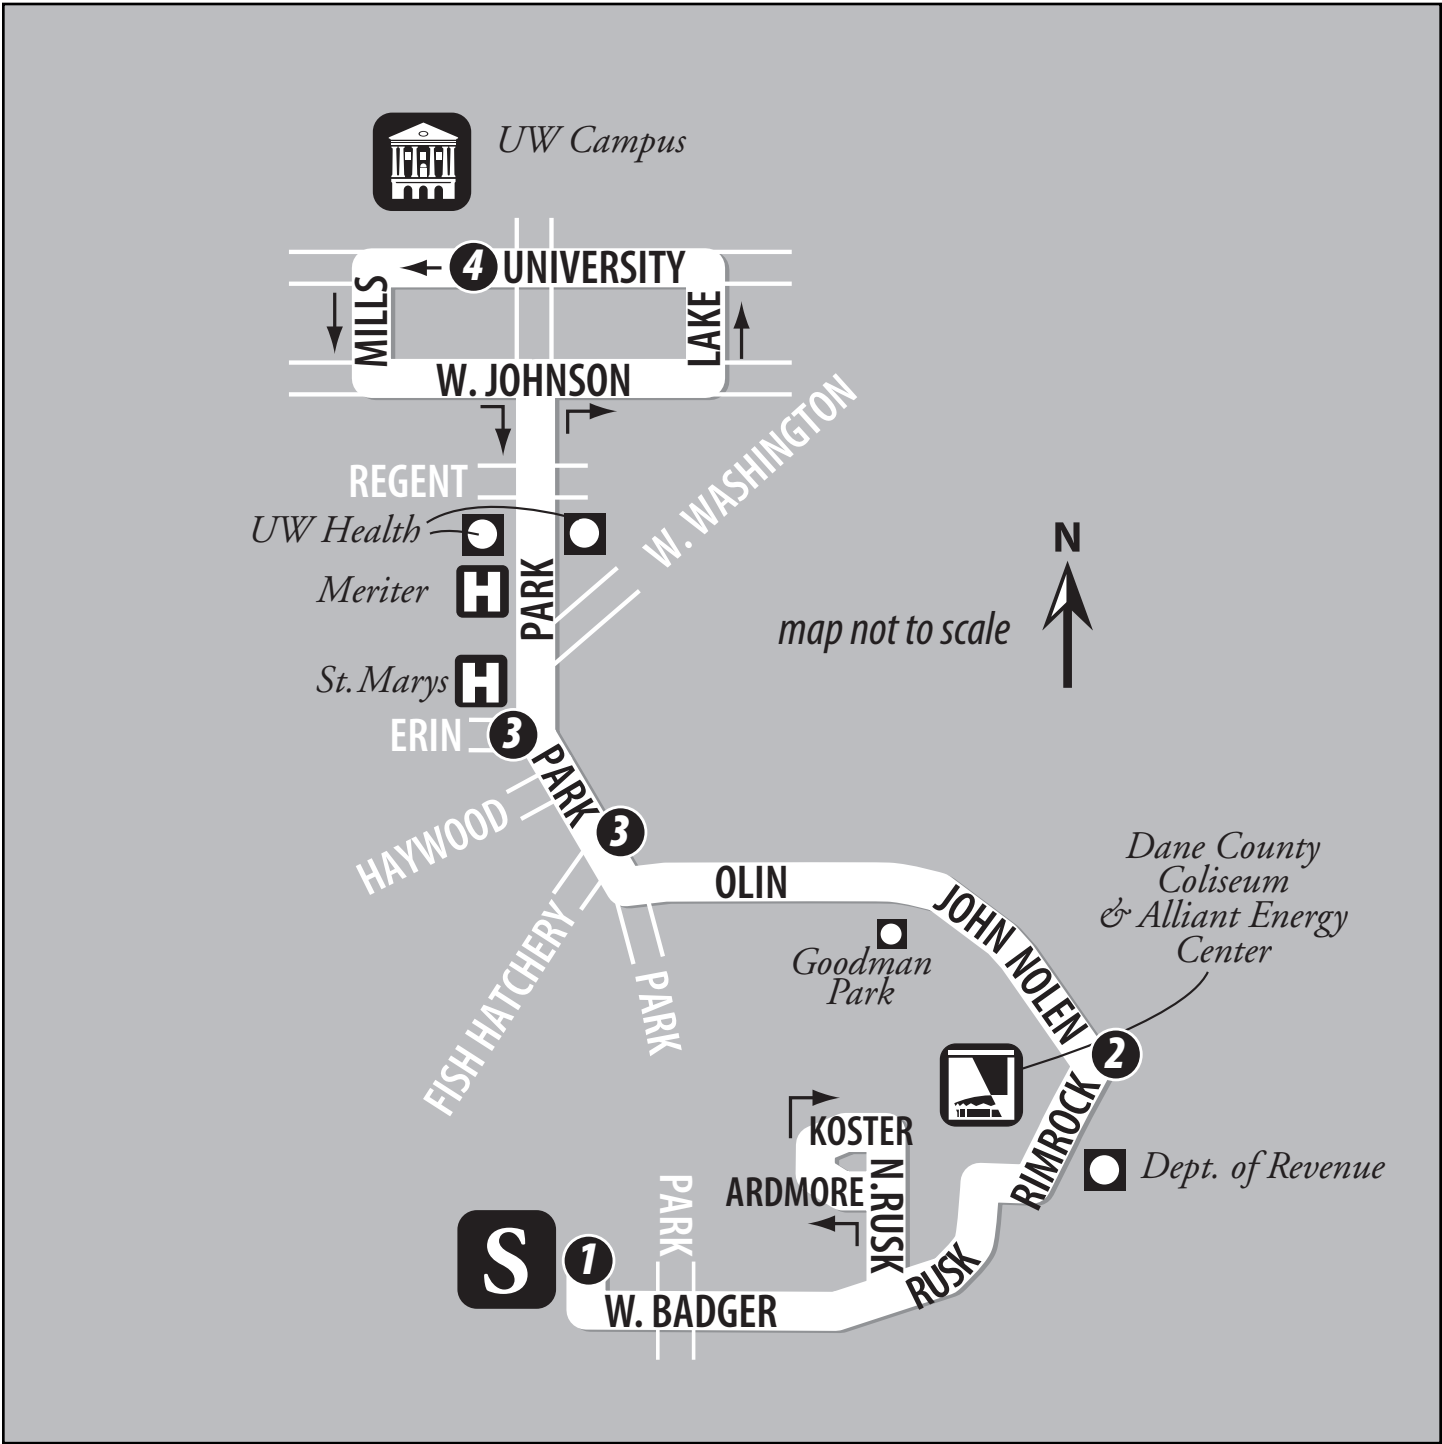 UW Campus
4
UNIVERSITY
MILLS
LAKE
W. JOHNSON
W. WASHINGTON
REGENT
UW Health
PARK
Meriter
N
map not to scale
St. Marys
ERIN
3
PARK
HAYWOOD
3
OLIN
JOHN NOLEN
Dane County
Coliseum
& Alliant Energy
Center
Goodman
Park
FISH HATCHERY
PARK
2
RIMROCK
KOSTER
N. RUSK
ARDMORE
Dept. of Revenue
PARK
S
1
RUSK
W. BADGER
H
H